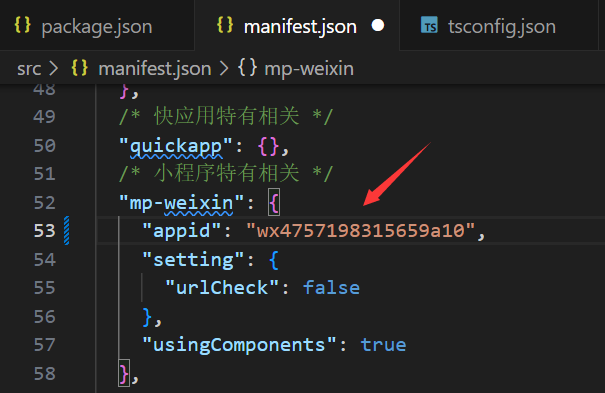 {} package.json
{} manifest.json
TS tsconfig.json
src > {} manifest.json > {} mp-weixin
48 },
49 /* 快应用特有相关 */
50 "quickapp": {},
51 /* 小程序特有相关 */
52 "mp-weixin": {
53 "appid": "wx4757198315659a10",
54 "setting": {
55 "urlCheck": false
56 },
57 "usingComponents": true
58 },